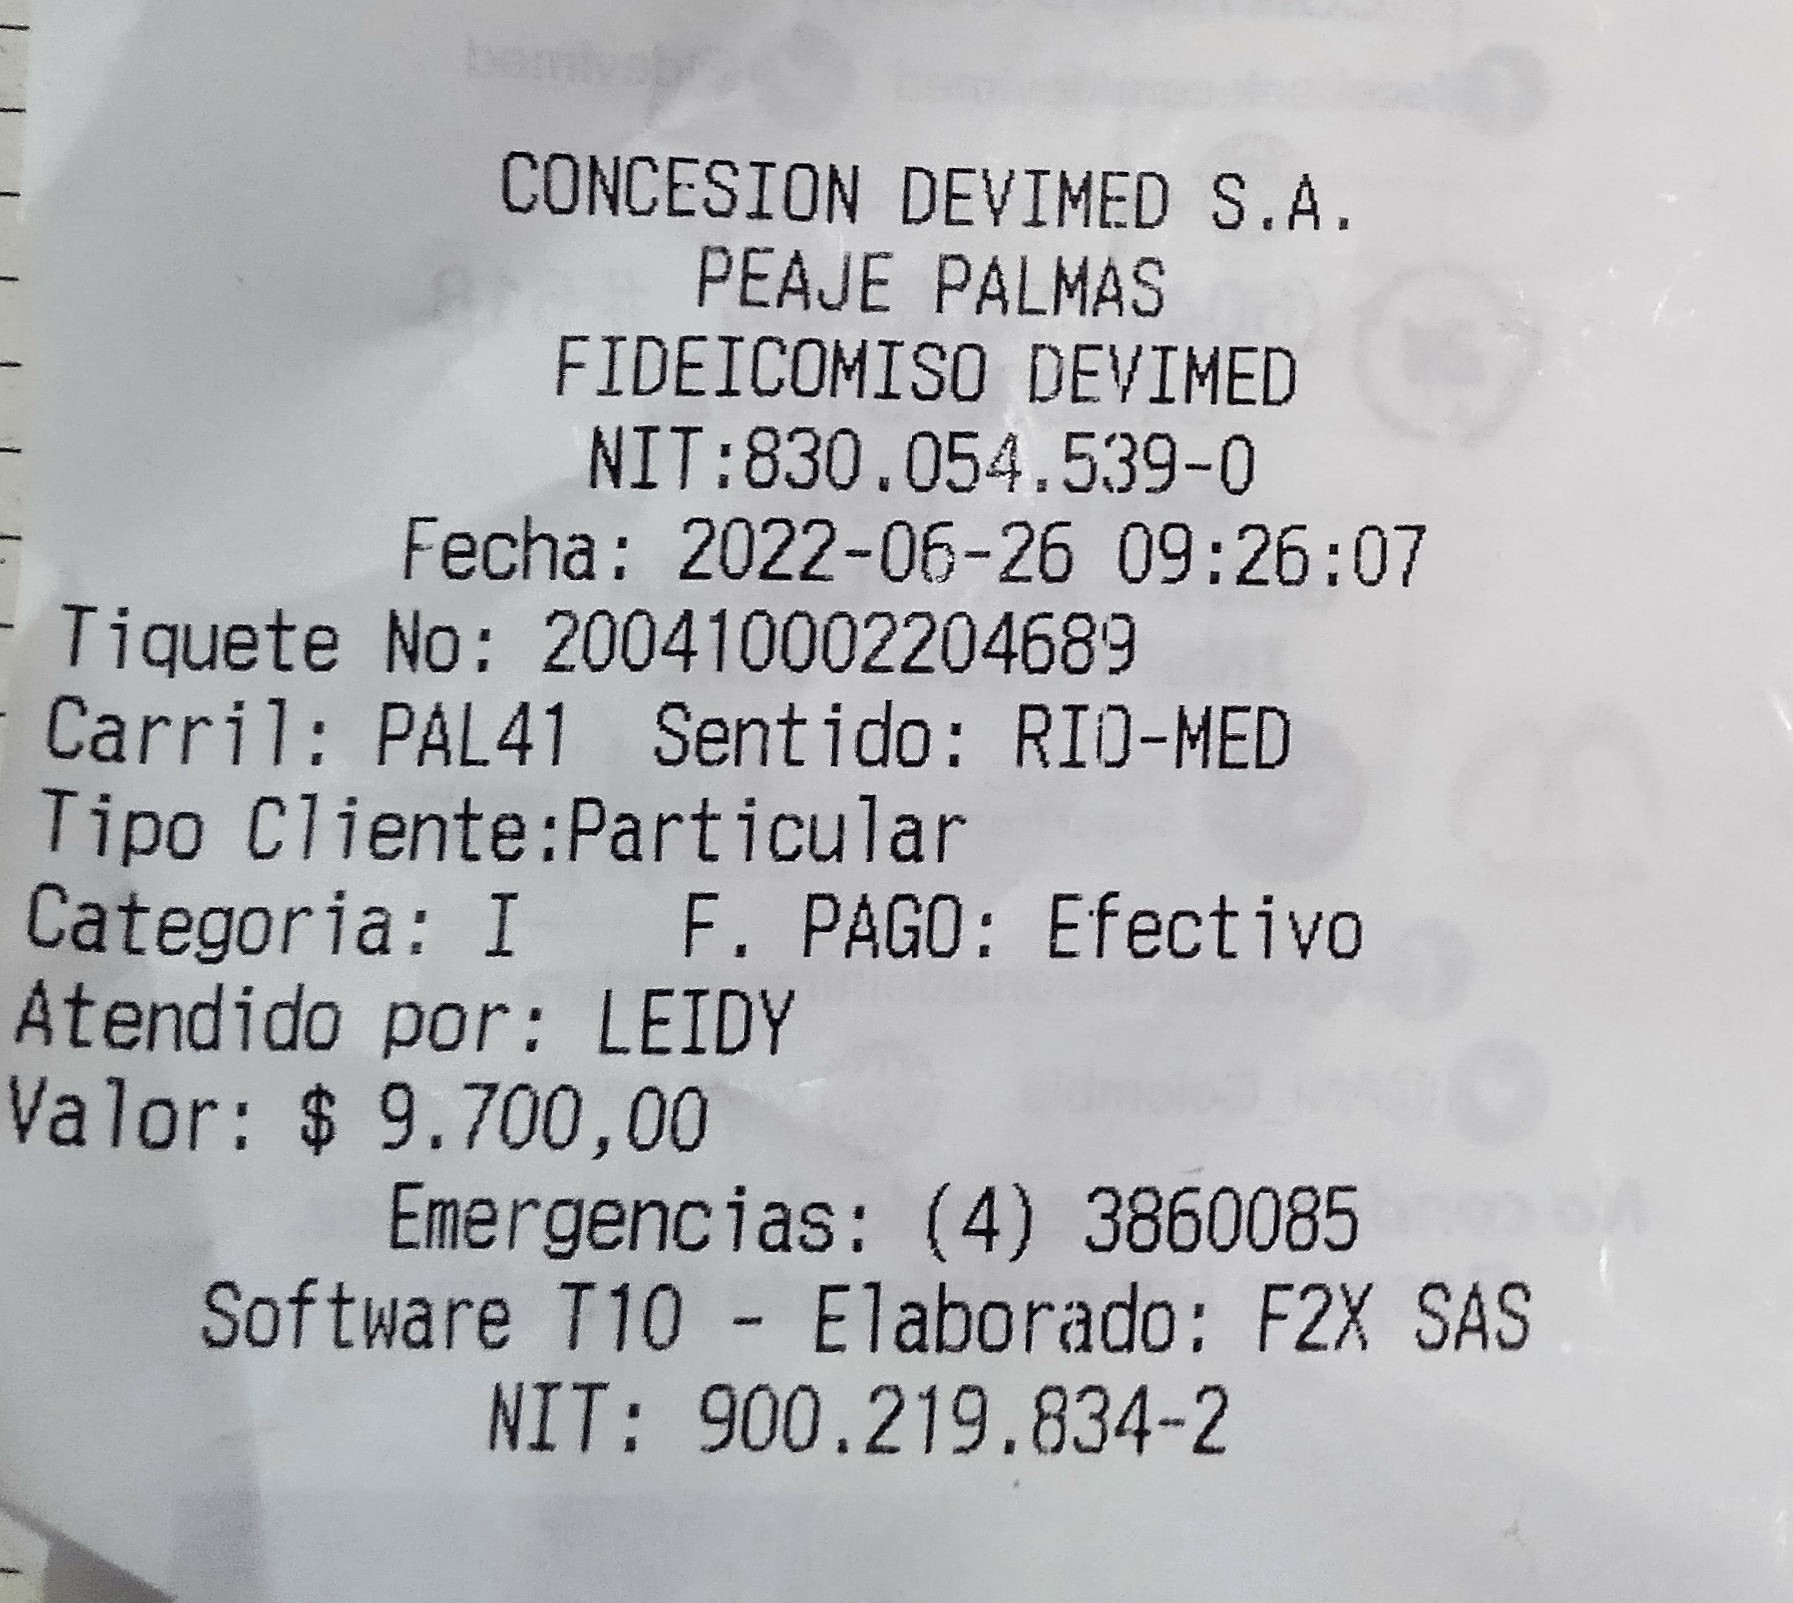 CONCESION DEVIMED S.A.
PEAJE PALMAS
FIDEICOMISO DEVIMED
NIT:830.054.539-0
Fecha: 2022-06-26 09:26:07
Tiquete No: 200410002204689
Carril: PAL41 Sentido: RIO-MED
Tipo Cliente:Particular
Categoria: I F. PAGO: Efectivo
Atendido por: LEIDY
Valor: $ 9.700,00
Emergencias: (4) 3860085
Software T10 - Elaborado: F2X SAS
NIT: 900.219.834-2